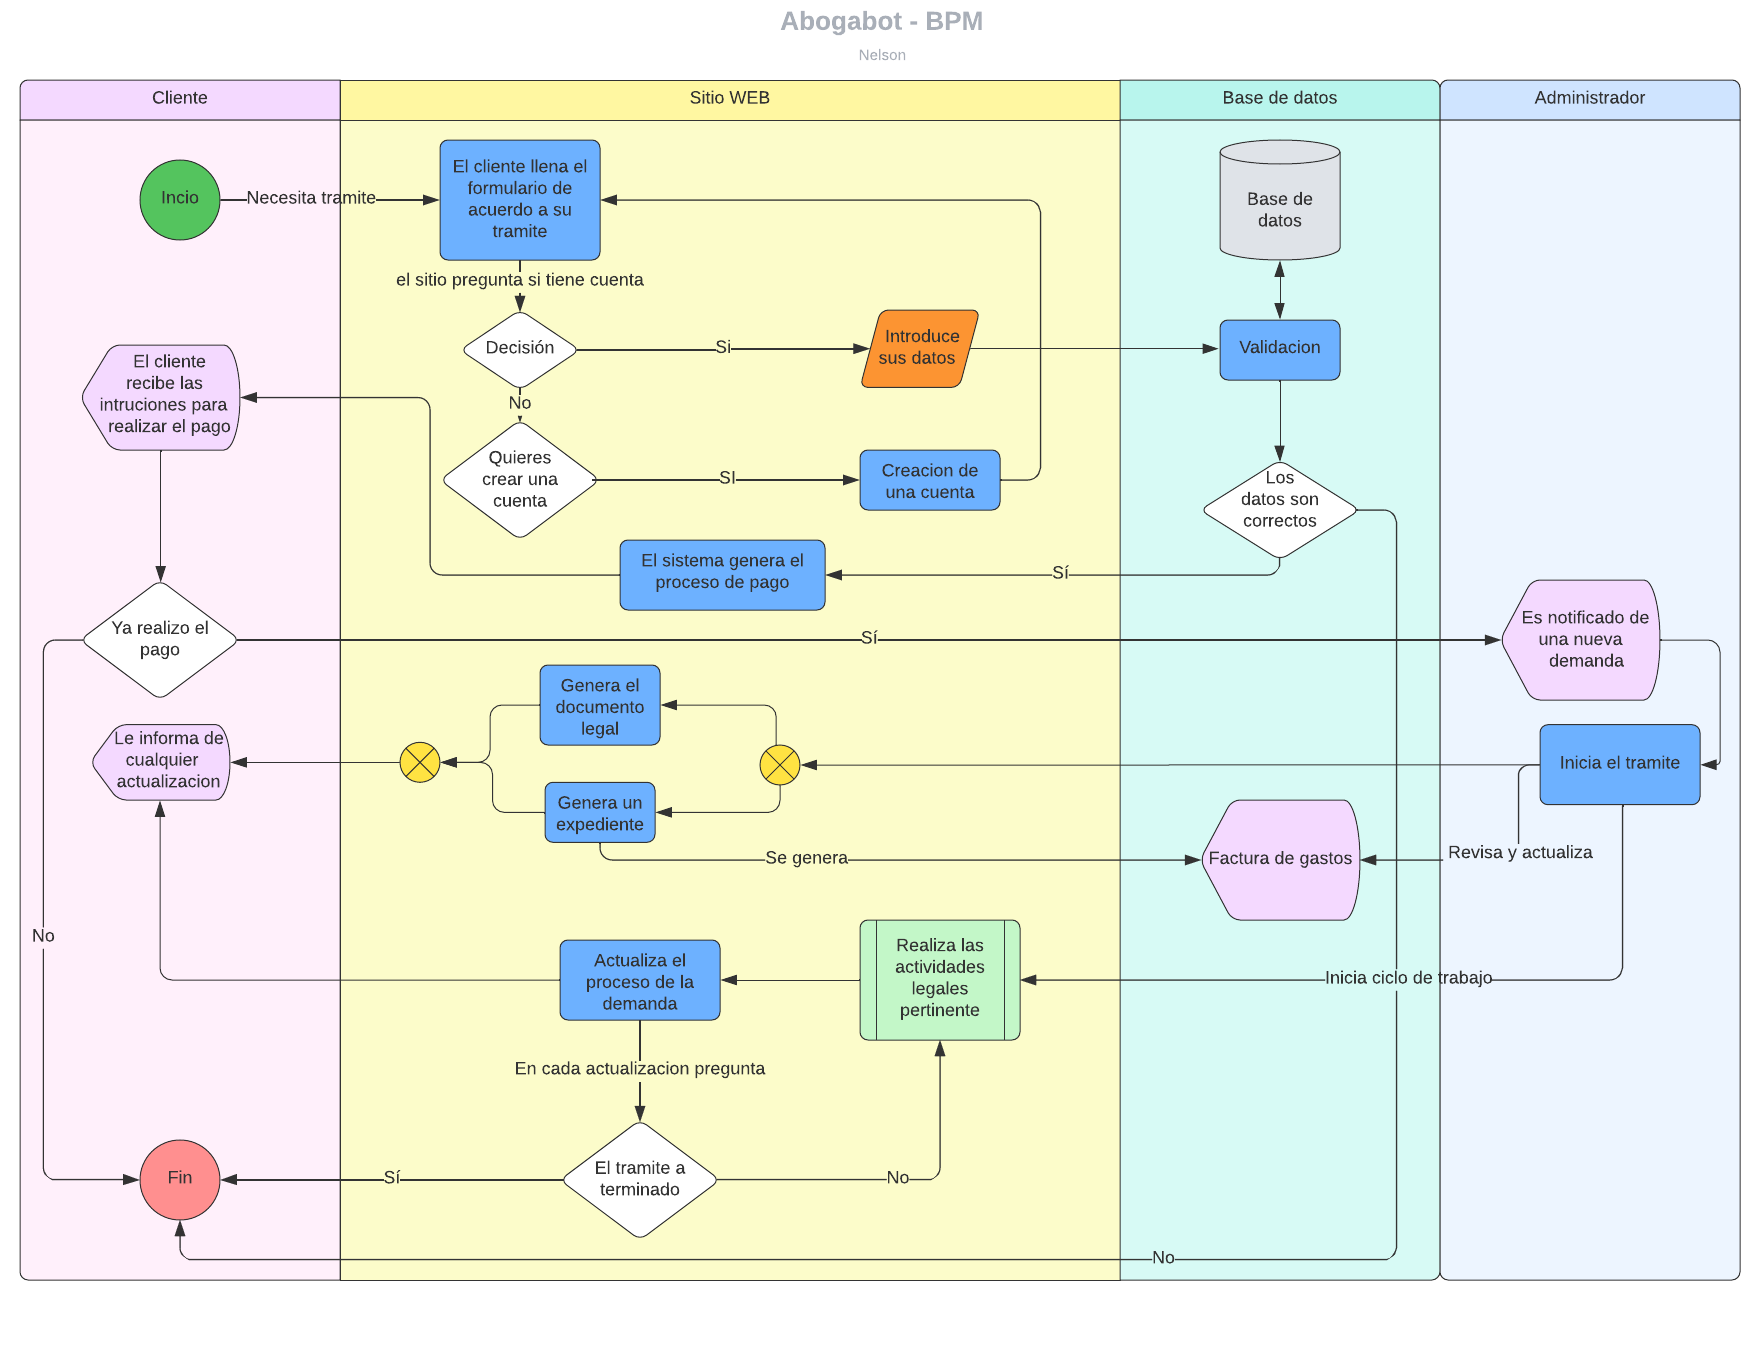 Abogabot - BPM
Nelson
Cliente
Sitio WEB
Base de datos
Administrador
Incio
Necesita tramite
El cliente llena el
formulario de
acuerdo a su
tramite
Base de
datos
el sitio pregunta si tiene cuenta
Decisión
Si
Introduce
sus datos
Validacion
El cliente
recibe las
intruciones para
realizar el pago
No
Quieres
crear una
cuenta
SI
Creacion de
una cuenta
Los
datos son
correctos
El sistema genera el
proceso de pago
Sí
Ya realizo el
pago
Sí
Es notificado de
una nueva
demanda
Genera el
documento
legal
Le informa de
cualquier
actualizacion
Inicia el tramite
Genera un
expediente
Se genera
Factura de gastos
Revisa y actualiza
No
Actualiza el
proceso de la
demanda
Realiza las
actividades
legales
pertinente
Inicia ciclo de trabajo
En cada actualizacion pregunta
Fin
Sí
El tramite a
terminado
No
No